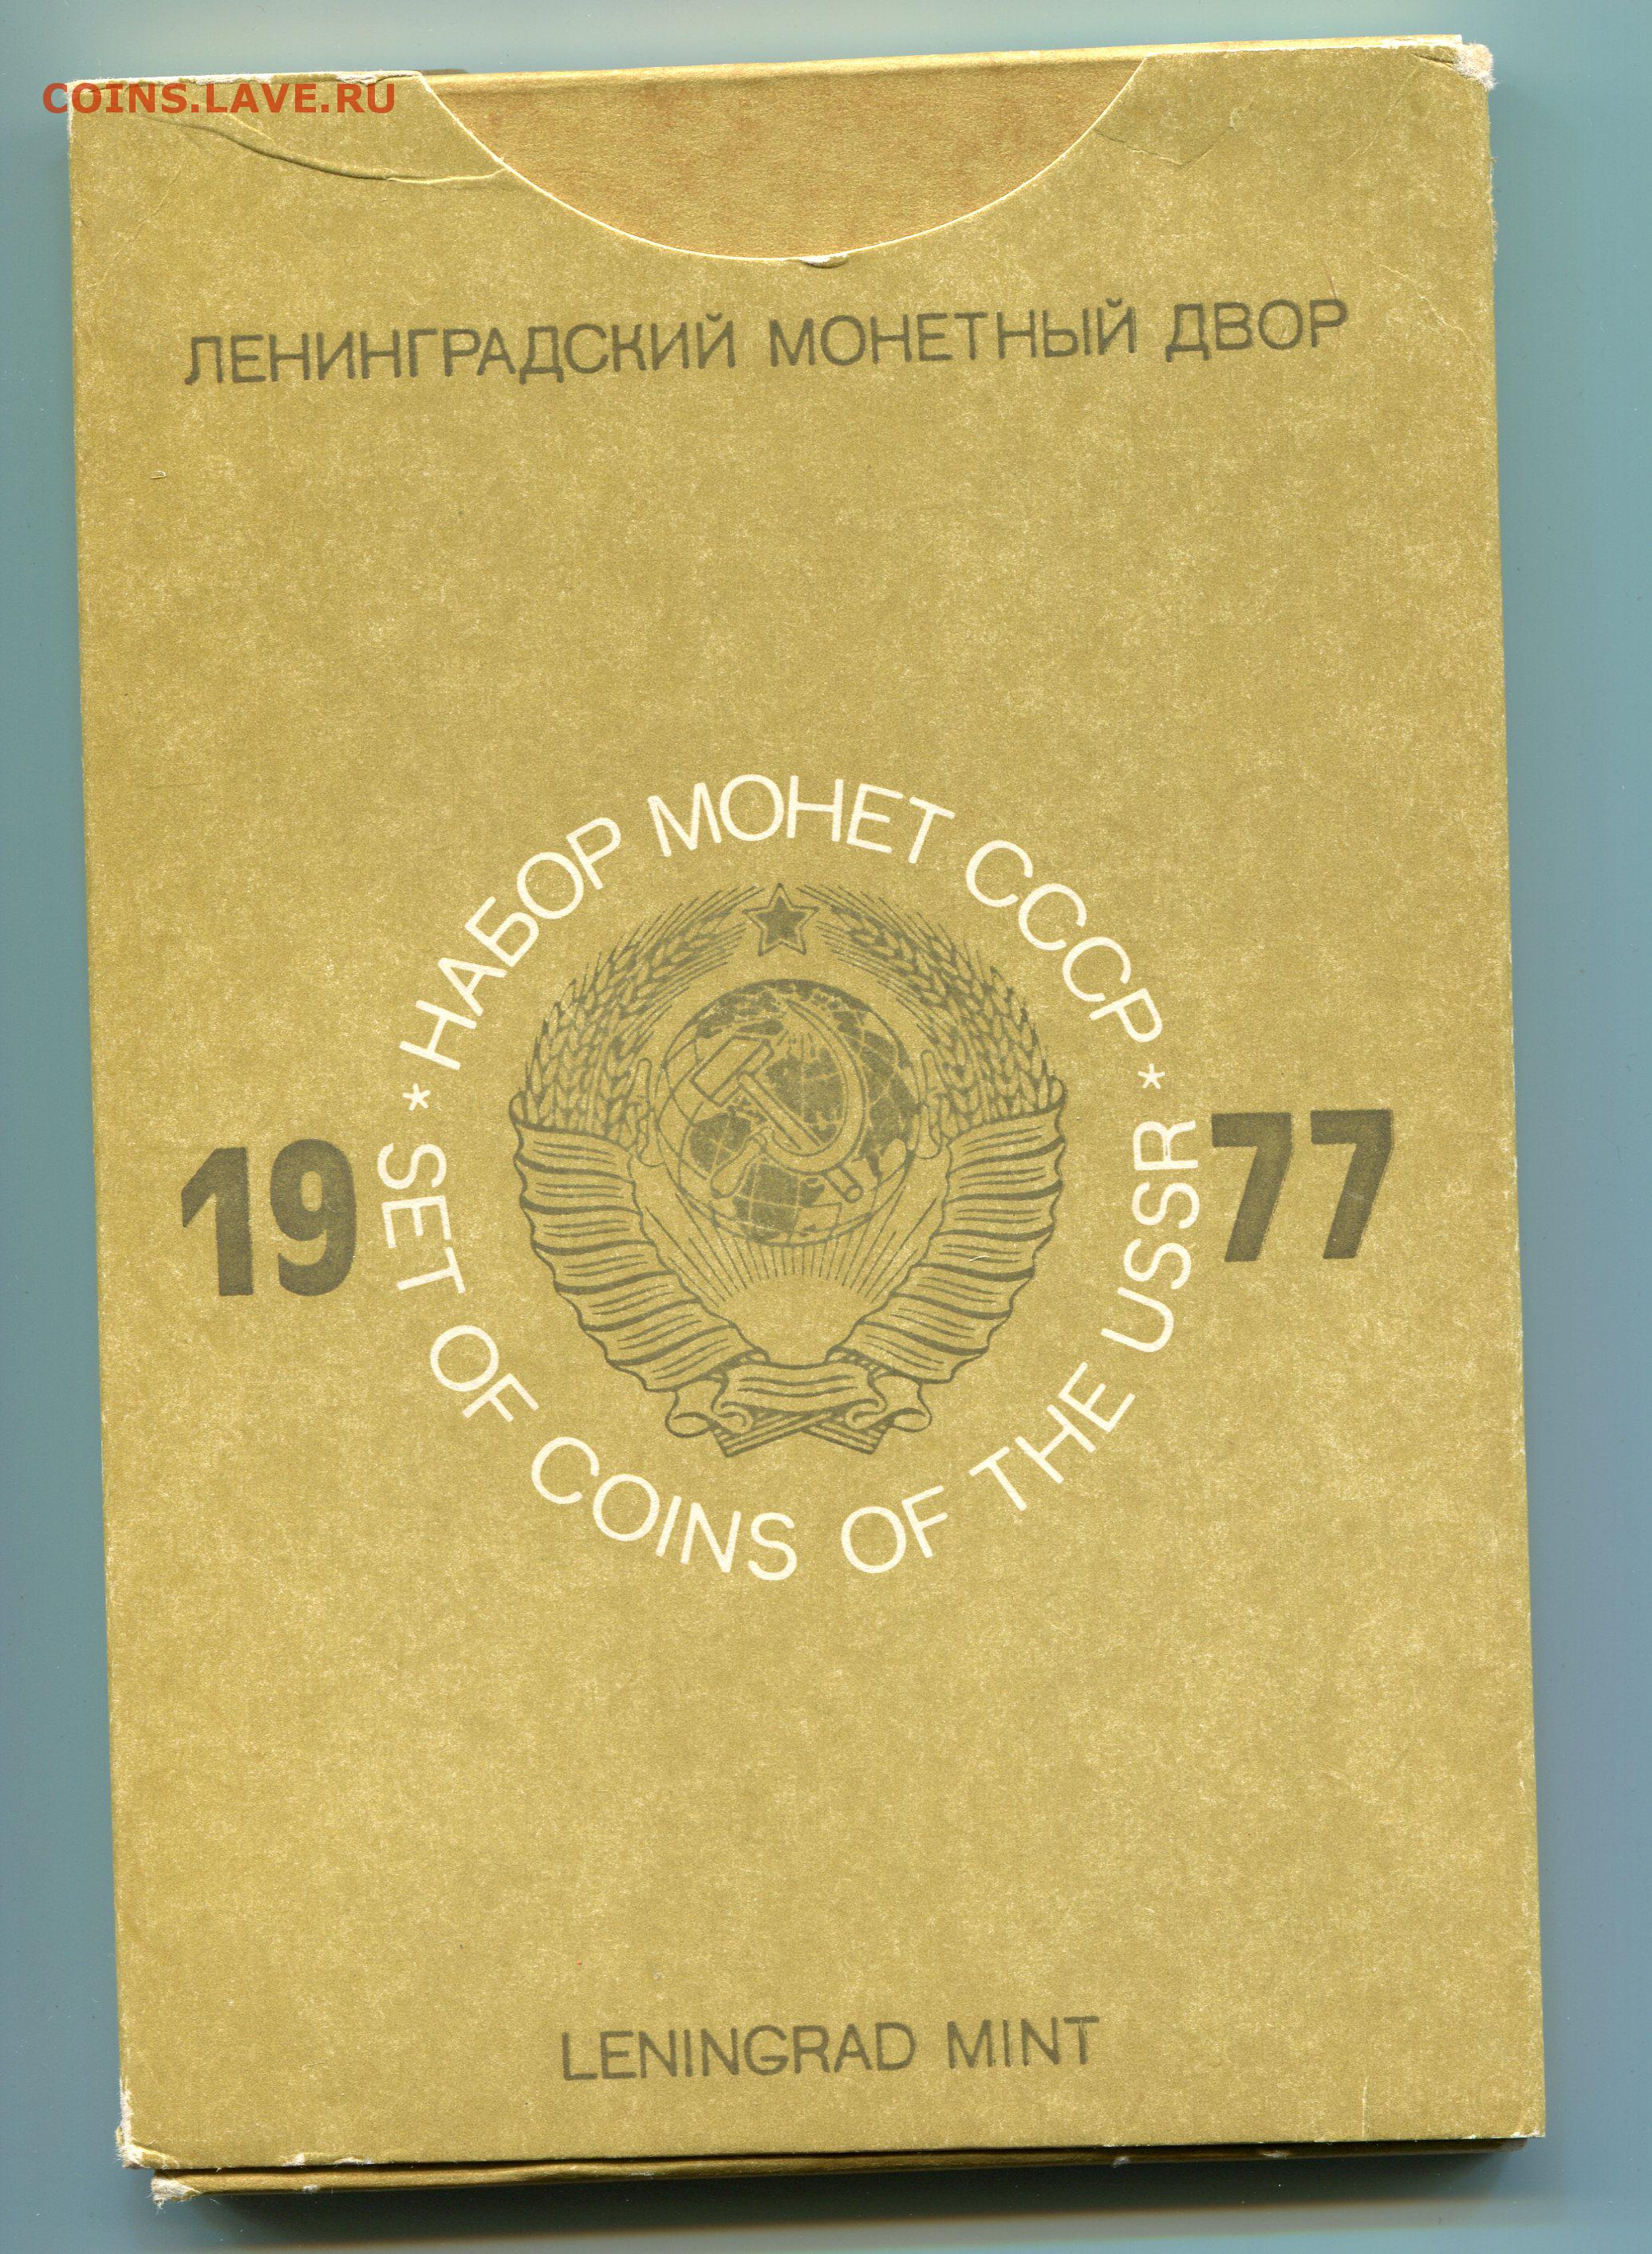 COINS.LAVE.RU
ЛЕНИНГРАДСКИЙ МОНЕТНЫЙ ДВОР
* НАБОР МОНЕТ СССР *
19 77
SET OF COINS OF THE USSR
LENINGRAD MINT